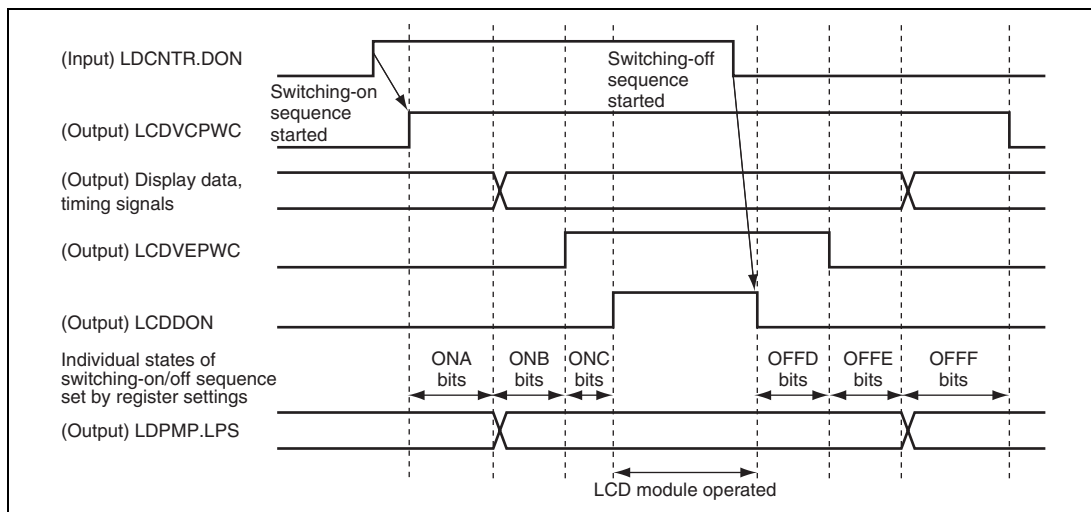 (Input) LDCNTR.DON
Switching-on
sequence
started
Switching-off
sequence
started
(Output) LCDVCPWC
(Output) Display data,
timing signals
(Output) LCDVEPWC
(Output) LCDDON
Individual states of
switching-on/off sequence
set by register settings
ONA
bits
ONB
bits
ONC
bits
OFFD
bits
OFFE
bits
OFFF
bits
(Output) LDPMP.LPS
LCD module operated